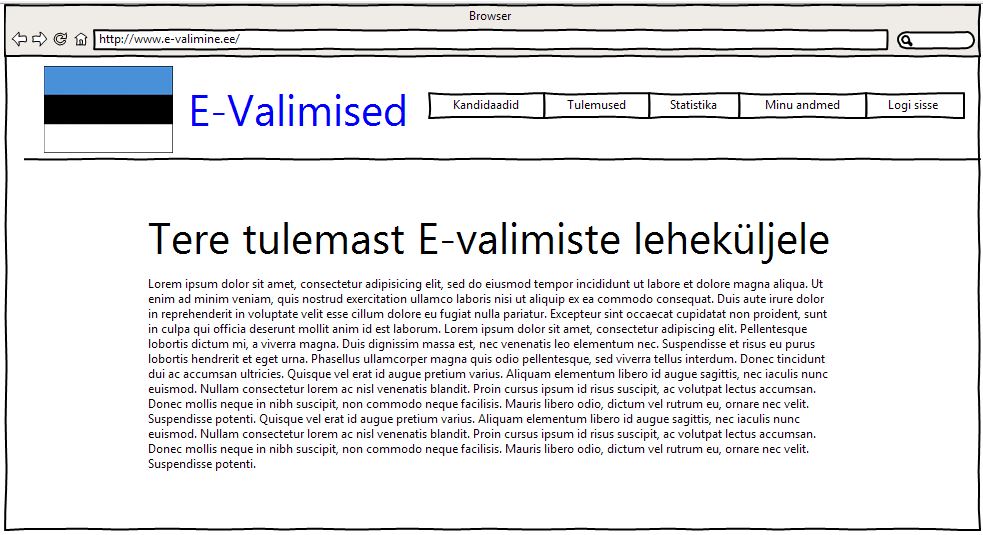 Browser
http://www.e-valimine.ee/
E-Valimised
Kandidaadid Tulemused Statistika Minu andmed Logi sisse
Tere tulemast E-valimiste leheküljele
Lorem ipsum dolor sit amet, consectetur adipisicing elit, sed do eiusmod tempor incididunt ut labore et dolore magna aliqua. Ut
enim ad minim veniam, quis nostrud exercitation ullamco laboris nisi ut aliquip ex ea commodo consequat. Duis aute irure dolor
in reprehenderit in voluptate velit esse cillum dolore eu fugiat nulla pariatur. Excepteur sint occaecat cupidatat non proident, sunt
in culpa qui officia deserunt mollit anim id est laborum. Lorem ipsum dolor sit amet, consectetur adipiscing elit. Pellentesque
lobortis dictum mi, a viverra magna. Duis dignissim massa est, nec venenatis leo elementum nec. Suspendisse et risus eu purus
lobortis hendrerit et eget urna. Phasellus ullamcorper magna quis odio pellentesque, sed viverra tellus interdum. Donec tincidunt
dui ac accumsan ultricies. Quisque vel erat id augue pretium varius. Aliquam elementum libero id augue sagittis, nec iaculis nunc
euismod. Nullam consectetur lorem ac nisl venenatis blandit. Proin cursus ipsum id risus suscipit, ac volutpat lectus accumsan.
Donec mollis neque in nibh suscipit, non commodo neque facilisis. Mauris libero odio, dictum vel rutrum eu, ornare nec velit.
Suspendisse potenti. Quisque vel erat id augue pretium varius. Aliquam elementum libero id augue sagittis, nec iaculis nunc
euismod. Nullam consectetur lorem ac nisl venenatis blandit. Proin cursus ipsum id risus suscipit, ac volutpat lectus accumsan.
Donec mollis neque in nibh suscipit, non commodo neque facilisis. Mauris libero odio, dictum vel rutrum eu, ornare nec velit.
Suspendisse potenti.